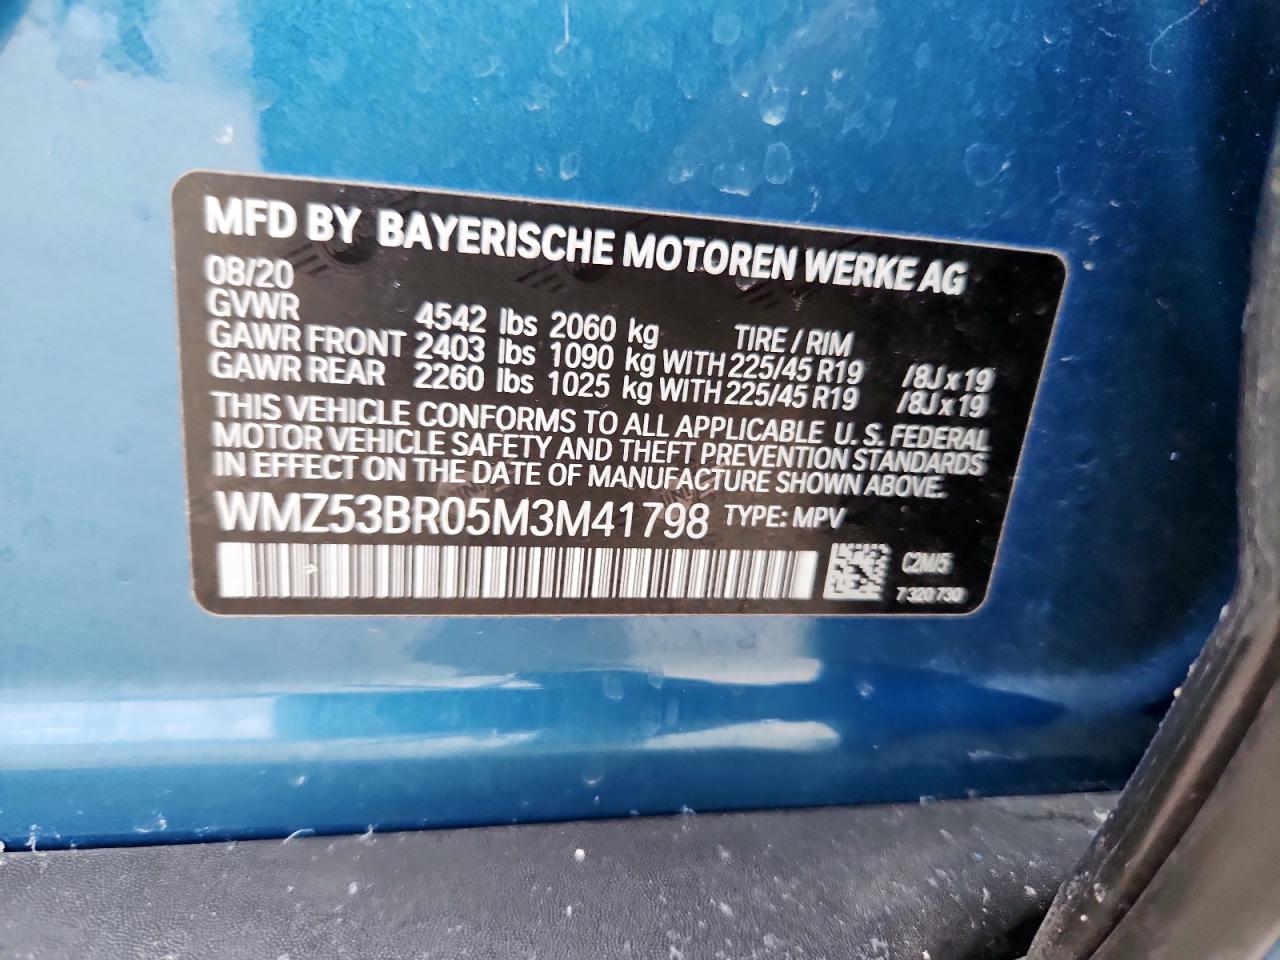 MFD BY BAYERISCHE MOTOREN WERKE AG
08/20
GVWR 4542 lbs 2060 kg TIRE / RIM
GAWR FRONT 2403 lbs 1090 kg WITH 225/45 R19 /8J x 19
GAWR REAR 2260 lbs 1025 kg WITH 225/45 R19 /8J x 19
THIS VEHICLE CONFORMS TO ALL APPLICABLE U. S. FEDERAL
MOTOR VEHICLE SAFETY AND THEFT PREVENTION STANDARDS
IN EFFECT ON THE DATE OF MANUFACTURE SHOWN ABOVE.
WMZ53BR05M3M41798 TYPE: MPV
C2M/5
7 320 730